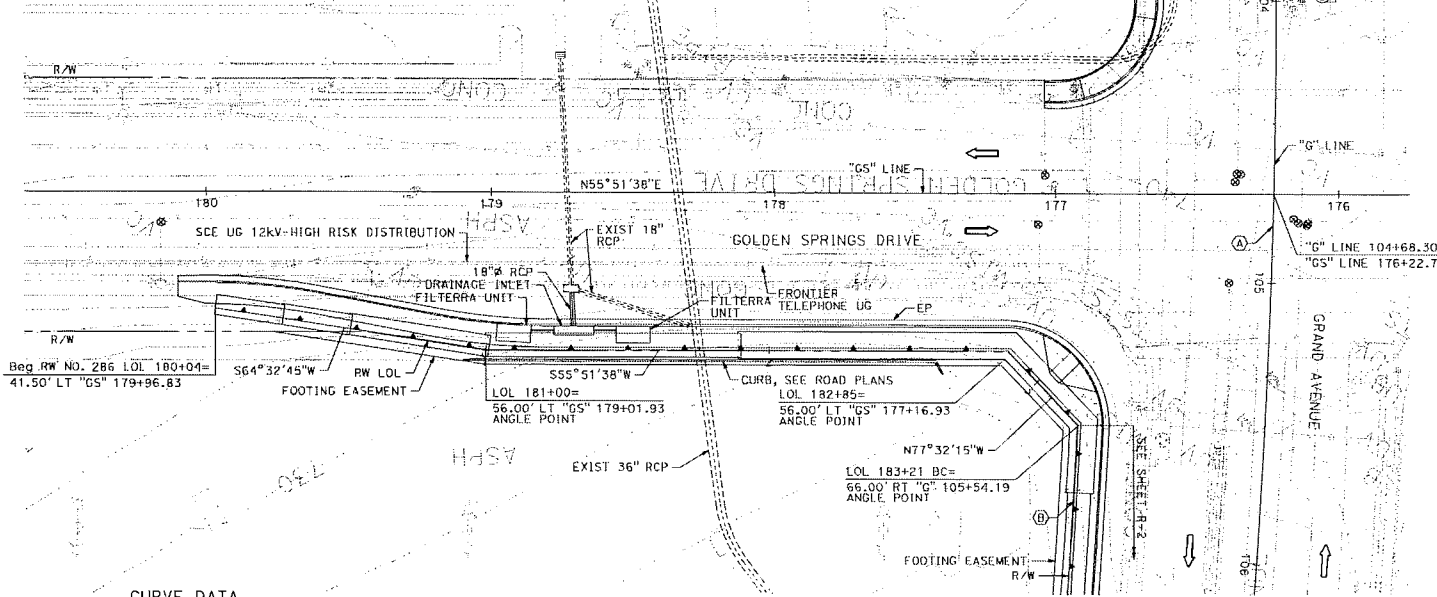 R/W
CONC
CONC
"G" LINE
"GS" LINE
N55°51'38"E
GOLDEN SPRINGS DRIVE
180
179
178
177
176
SCE UG 12kV-HIGH RISK DISTRIBUTION
ASPH
EXIST 18"
RCP
GOLDEN SPRINGS DRIVE
A
"G" LINE 104+68.30
"GS" LINE 176+22.7
18"Ø RCP
DRAINAGE INLET
FILTERRA UNIT
FILTERRA
UNIT
FRONTIER
TELEPHONE UG
EP
105
R/W
Beg RW NO. 286 LOL 180+04=
41.50' LT "GS" 179+96.83
S64°32'45"W
RW LOL
FOOTING EASEMENT
S55°51'38"W
LOL 181+00=
56.00' LT "GS" 179+01.93
ANGLE POINT
CURB, SEE ROAD PLANS
LOL 182+85=
56.00' LT "GS" 177+16.93
ANGLE POINT
GRAND AVENUE
N77°32'15"W
ASPH
730
EXIST 36" RCP
LOL 183+21 BC=
66.00' RT "G" 105+54.19
ANGLE POINT
SEE SHEET R-2
B
FOOTING EASEMENT
R/W
106
CURVE DATA